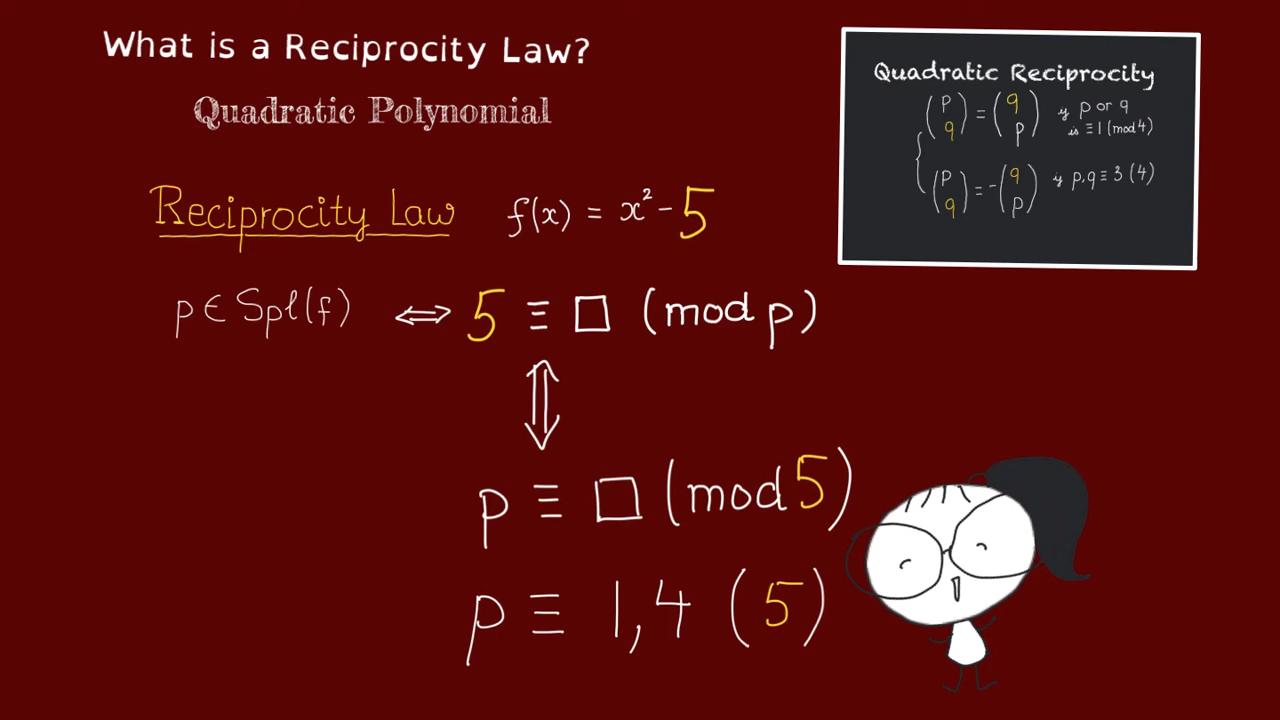 What is a Reciprocity Law?
Quadratic Polynomial
Reciprocity Law f(x) = x² - 5
p ∈ Spl(f) ⇔ 5 ≡ □ (mod p)
⇕
p ≡ □ (mod 5)
p ≡ 1, 4 (5)
Quadratic Reciprocity
(p/q) = (q/p) if p or q
is ≡ 1 (mod 4)
(p/q) = -(q/p) if p, q ≡ 3 (4)